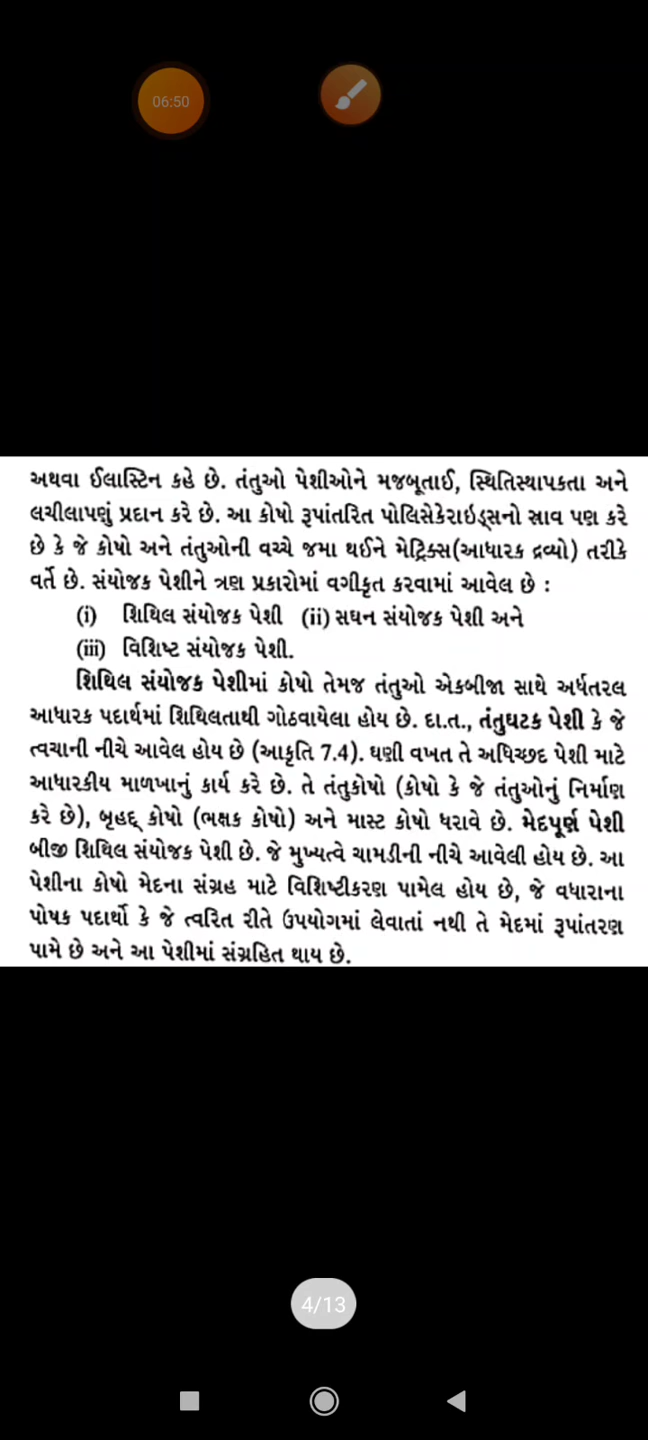 06:50
અથવા ઈલાસ્ટિન કહે છે. તંતુઓ પેશીઓને મજબૂતાઈ, સ્થિતિસ્થાપકતા અને
લચીલાપણું પ્રદાન કરે છે. આ કોષો રૂપાંતરિત પોલિસેકેરાઇડ્સનો સ્રાવ પણ કરે
છે કે જે કોષો અને તંતુઓની વચ્ચે જમા થઈને મેટ્રિક્સ(આધારક દ્રવ્યો) તરીકે
વર્તે છે. સંયોજક પેશીને ત્રણ પ્રકારોમાં વગીકૃત કરવામાં આવેલ છે :
(i) શિથિલ સંયોજક પેશી (ii) સઘન સંયોજક પેશી અને
(iii) વિશિષ્ટ સંયોજક પેશી.
શિથિલ સંયોજક પેશીમાં કોષો તેમજ તંતુઓ એકબીજા સાથે અર્ધતરલ
આધારક પદાર્થમાં શિથિલતાથી ગોઠવાયેલા હોય છે. દા.ત., તંતુઘટક પેશી કે જે
ત્વચાની નીચે આવેલ હોય છે (આકૃતિ 7.4). ઘણી વખત તે અધિચ્છદ પેશી માટે
આધારકીય માળખાનું કાર્ય કરે છે. તે તંતુકોષો (કોષો કે જે તંતુઓનું નિર્માણ
કરે છે), બૃહદ્ કોષો (ભક્ષક કોષો) અને માસ્ટ કોષો ધરાવે છે. મેદપૂર્ણ પેશી
બીજી શિથિલ સંયોજક પેશી છે. જે મુખ્યત્વે ચામડીની નીચે આવેલી હોય છે. આ
પેશીના કોષો મેદના સંગ્રહ માટે વિશિષ્ટીકરણ પામેલ હોય છે, જે વધારાના
પોષક પદાર્થો કે જે ત્વરિત રીતે ઉપયોગમાં લેવાતાં નથી તે મેદમાં રૂપાંતરણ
પામે છે અને આ પેશીમાં સંગ્રહિત થાય છે.
4/13